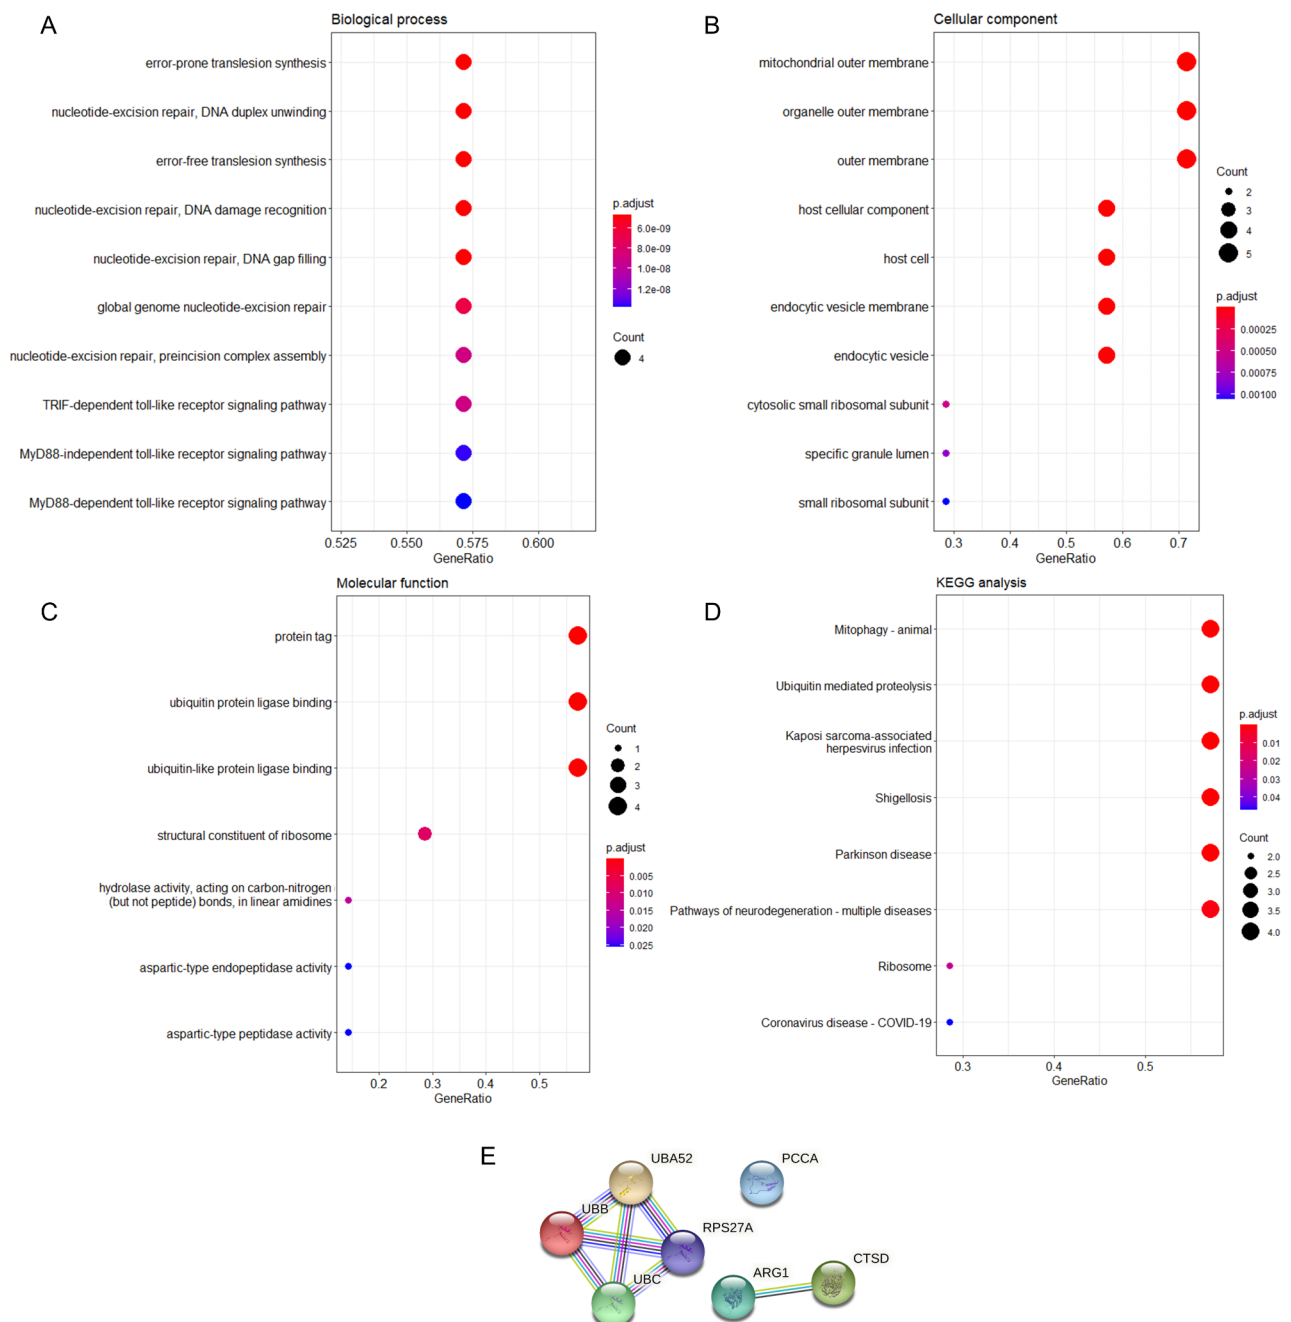 A
Biological process
error-prone translesion synthesis
nucleotide-excision repair, DNA duplex unwinding
error-free translesion synthesis
nucleotide-excision repair, DNA damage recognition
nucleotide-excision repair, DNA gap filling
global genome nucleotide-excision repair
nucleotide-excision repair, preincision complex assembly
TRIF-dependent toll-like receptor signaling pathway
MyD88-independent toll-like receptor signaling pathway
MyD88-dependent toll-like receptor signaling pathway
0.525 0.550 0.575 0.600
GeneRatio
p.adjust
6.0e-09
8.0e-09
1.0e-08
1.2e-08
Count
4
B
Cellular component
mitochondrial outer membrane
organelle outer membrane
outer membrane
host cellular component
host cell
endocytic vesicle membrane
endocytic vesicle
cytosolic small ribosomal subunit
specific granule lumen
small ribosomal subunit
0.3 0.4 0.5 0.6 0.7
GeneRatio
Count
2
3
4
5
p.adjust
0.00025
0.00050
0.00075
0.00100
C
Molecular function
protein tag
ubiquitin protein ligase binding
ubiquitin-like protein ligase binding
structural constituent of ribosome
hydrolase activity, acting on carbon-nitrogen
(but not peptide) bonds, in linear amidines
aspartic-type endopeptidase activity
aspartic-type peptidase activity
0.2 0.3 0.4 0.5
GeneRatio
Count
1
2
3
4
p.adjust
0.005
0.010
0.015
0.020
0.025
D
KEGG analysis
Mitophagy - animal
Ubiquitin mediated proteolysis
Kaposi sarcoma-associated
herpesvirus infection
Shigellosis
Parkinson disease
Pathways of neurodegeneration - multiple diseases
Ribosome
Coronavirus disease - COVID-19
0.3 0.4 0.5
GeneRatio
p.adjust
0.01
0.02
0.03
0.04
Count
2.0
2.5
3.0
3.5
4.0
E
UBA52
PCCA
UBB
RPS27A
CTSD
ARG1
UBC